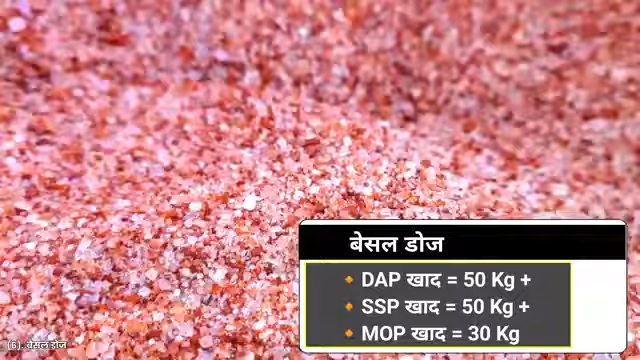 बेसल डोज
🔸DAP खाद = 50 Kg +
🔸SSP खाद = 50 Kg +
🔸MOP खाद = 30 Kg
(6). बेसल डोज